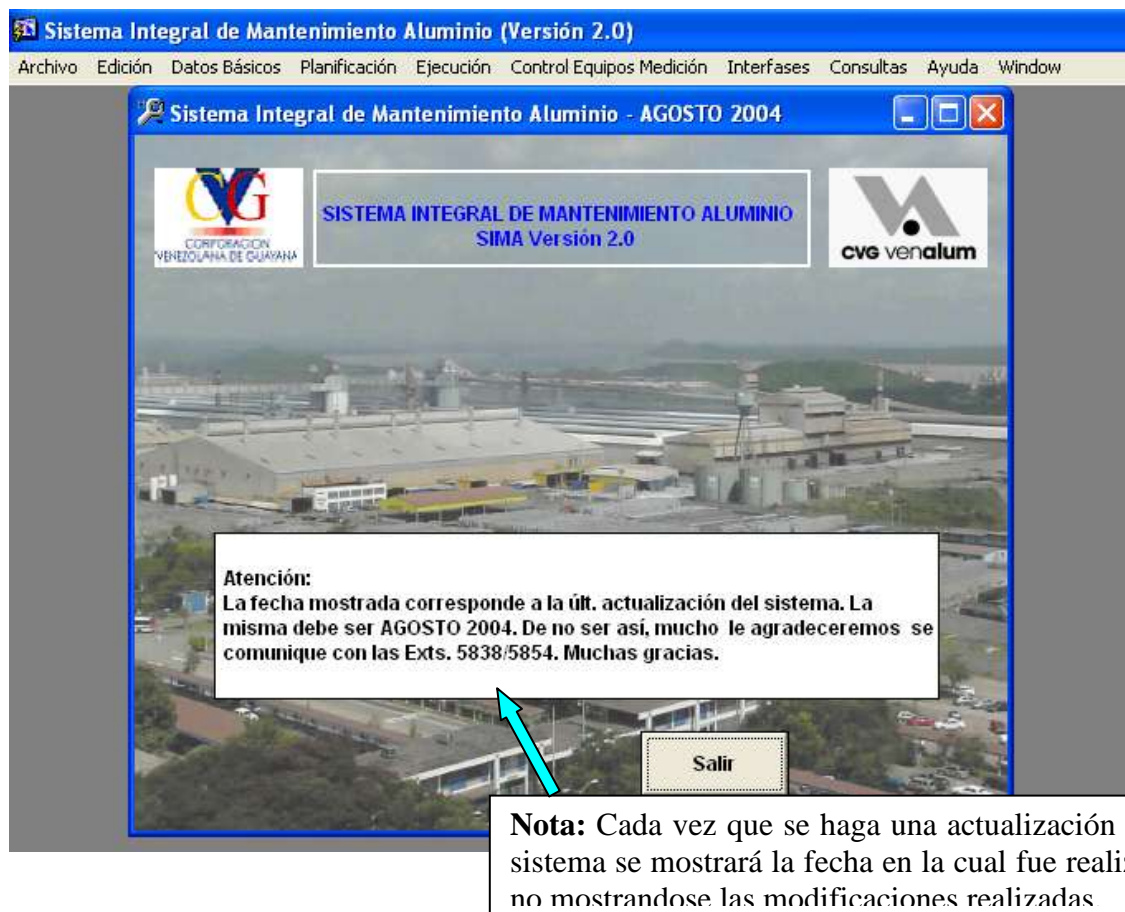 Sistema Integral de Mantenimiento Aluminio (Versión 2.0)
Archivo Edición Datos Básicos Planificación Ejecución Control Equipos Medición Interfases Consultas Ayuda Window
Sistema Integral de Mantenimiento Aluminio - AGOSTO 2004
CVG
CORPORACION
VENEZOLANA DE GUAYANA
SISTEMA INTEGRAL DE MANTENIMIENTO ALUMINIO
SIMA Versión 2.0
cvg venalum
Atención:
La fecha mostrada corresponde a la últ. actualización del sistema. La
misma debe ser AGOSTO 2004. De no ser así, mucho le agradeceremos se
comunique con las Exts. 5838/5854. Muchas gracias.
Salir
Nota: Cada vez que se haga una actualización
sistema se mostrará la fecha en la cual fue
no mostrandose las modificaciones realizadas.